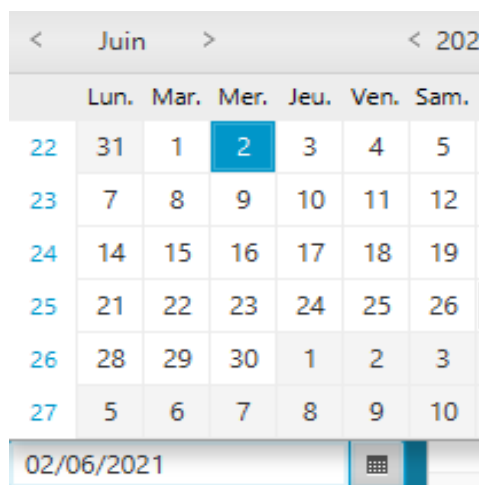 < Juin > < 202
Lun. Mar. Mer. Jeu. Ven. Sam.
22 31 1 2 3 4 5
23 7 8 9 10 11 12
24 14 15 16 17 18 19
25 21 22 23 24 25 26
26 28 29 30 1 2 3
27 5 6 7 8 9 10
02/06/2021